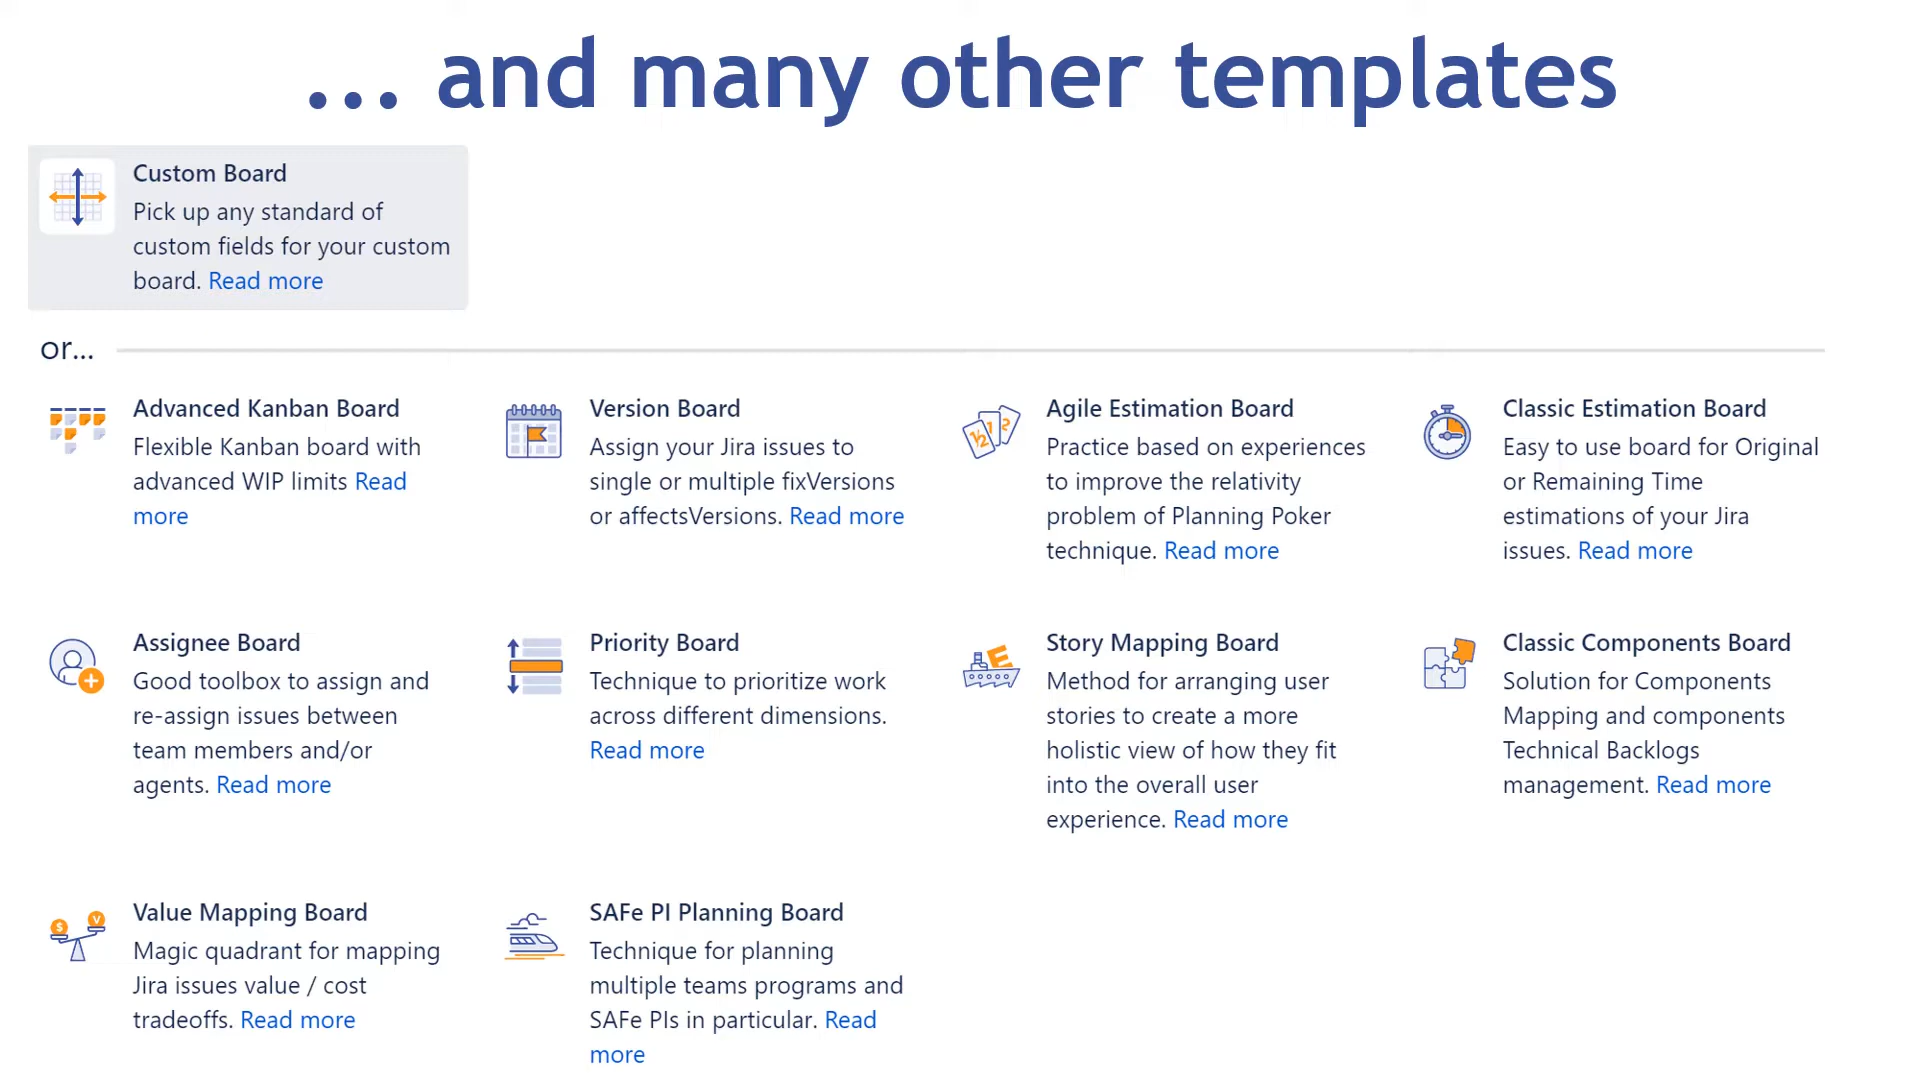 ... and many other templates
Custom Board
Pick up any standard of
custom fields for your custom
board. Read more
or...
Advanced Kanban Board
Flexible Kanban board with
advanced WIP limits Read
more
Version Board
Assign your Jira issues to
single or multiple fixVersions
or affectsVersions. Read more
Agile Estimation Board
Practice based on experiences
to improve the relativity
problem of Planning Poker
technique. Read more
Classic Estimation Board
Easy to use board for Original
or Remaining Time
estimations of your Jira
issues. Read more
Assignee Board
Good toolbox to assign and
re-assign issues between
team members and/or
agents. Read more
Priority Board
Technique to prioritize work
across different dimensions.
Read more
Story Mapping Board
Method for arranging user
stories to create a more
holistic view of how they fit
into the overall user
experience. Read more
Classic Components Board
Solution for Components
Mapping and components
Technical Backlogs
management. Read more
Value Mapping Board
Magic quadrant for mapping
Jira issues value / cost
tradeoffs. Read more
SAFe PI Planning Board
Technique for planning
multiple teams programs and
SAFe PIs in particular. Read
more